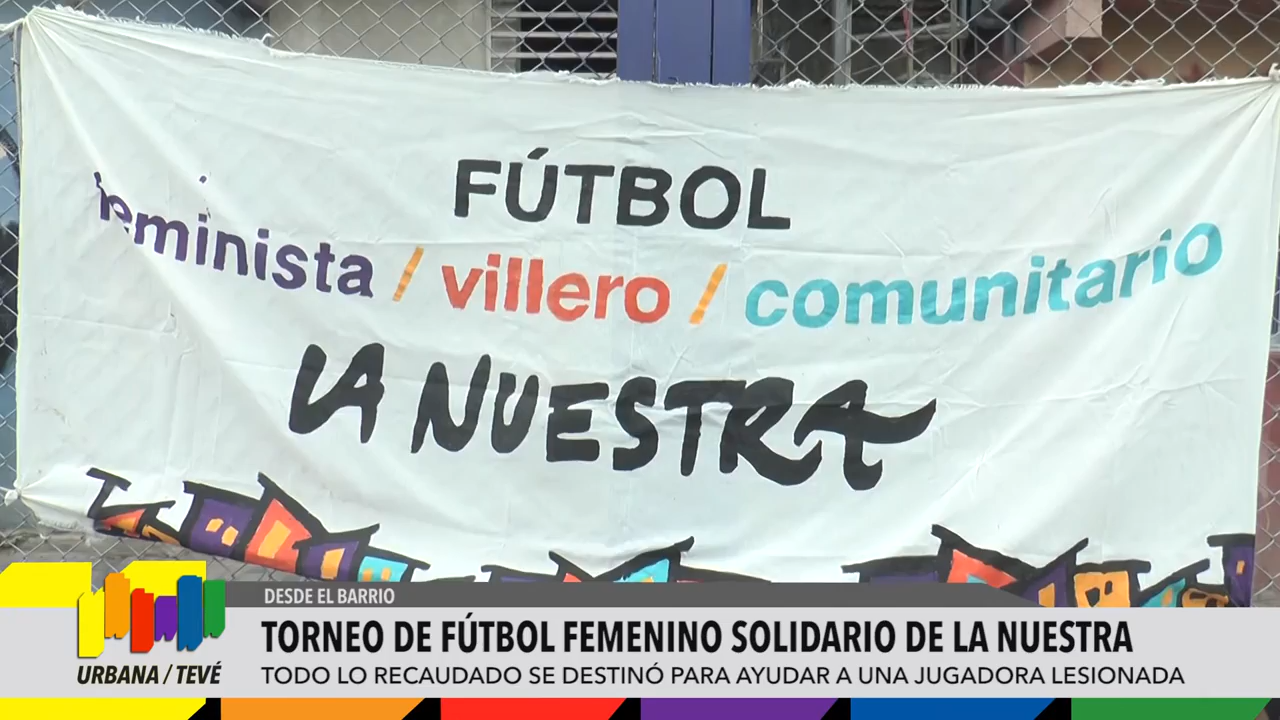 FÚTBOL
feminista / villero / comunitario
LA NUESTRA
DESDE EL BARRIO
TORNEO DE FÚTBOL FEMENINO SOLIDARIO DE LA NUESTRA
URBANA / TEVÉ
TODO LO RECAUDADO SE DESTINÓ PARA AYUDAR A UNA JUGADORA LESIONADA